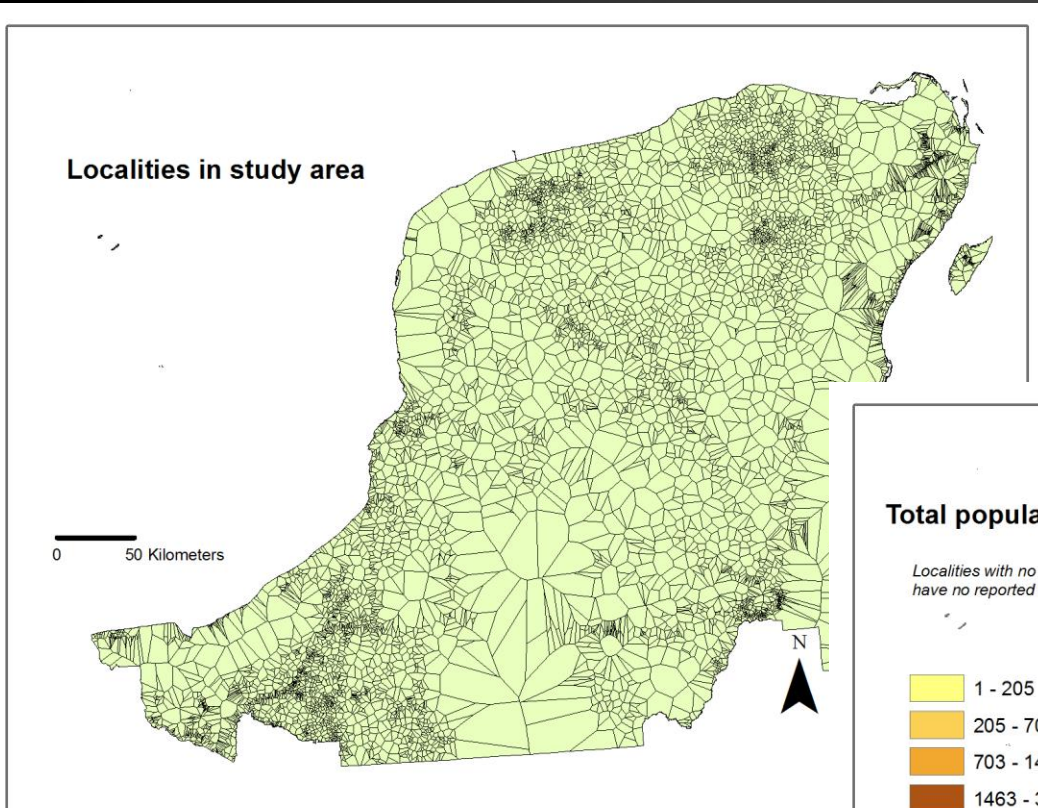 Localities in study area
0 50 Kilometers
N
Total popula
Localities with no
have no reported
1 - 205
205 - 70
703 - 14
1463 - 3